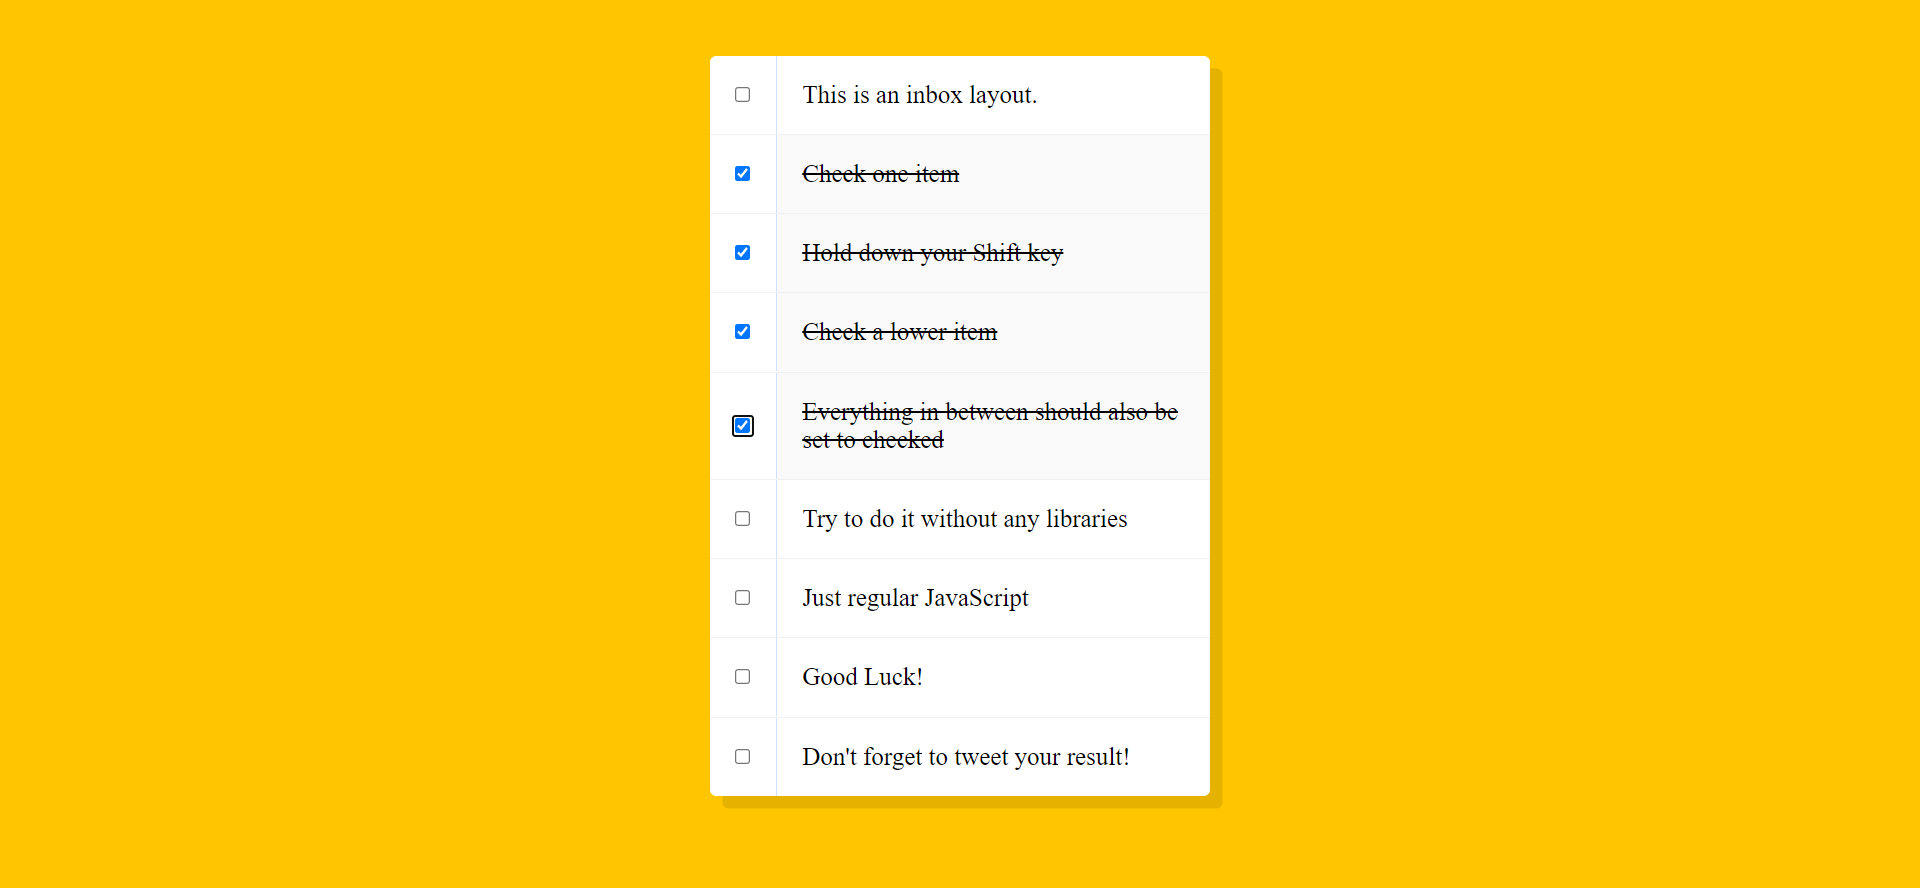 This is an inbox layout.
Check one item
Hold down your Shift key
Check a lower item
Everything in between should also be
set to checked
Try to do it without any libraries
Just regular JavaScript
Good Luck!
Don't forget to tweet your result!